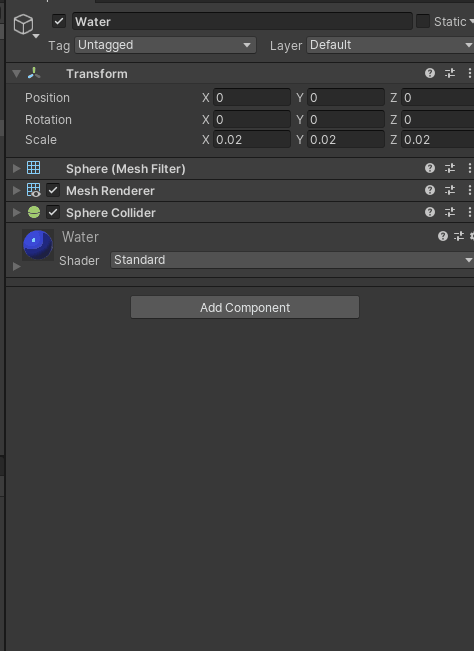 Water Static
Tag Untagged Layer Default
Transform
Position X 0 Y 0 Z 0
Rotation X 0 Y 0 Z 0
Scale X 0.02 Y 0.02 Z 0.02
Sphere (Mesh Filter)
Mesh Renderer
Sphere Collider
Water
Shader Standard
Add Component